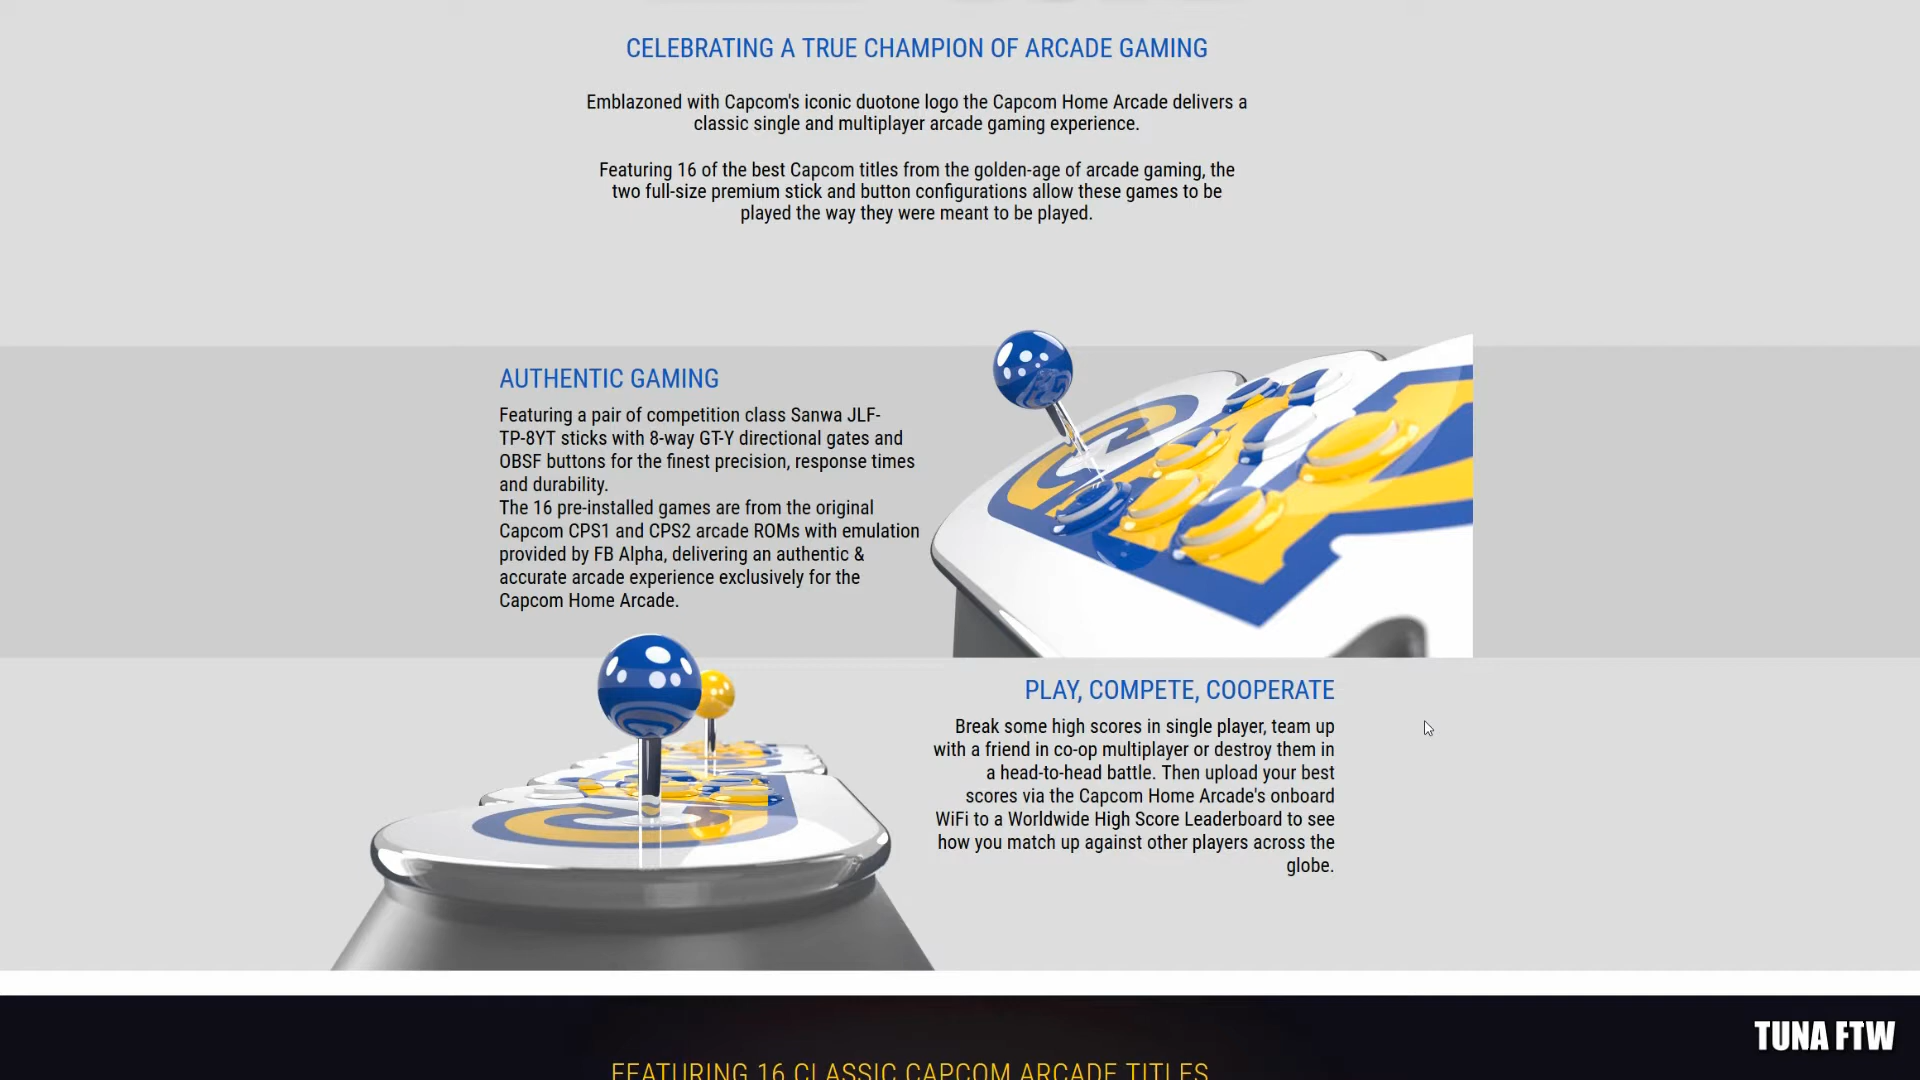 CELEBRATING A TRUE CHAMPION OF ARCADE GAMING
Emblazoned with Capcom's iconic duotone logo the Capcom Home Arcade delivers a
classic single and multiplayer arcade gaming experience.
Featuring 16 of the best Capcom titles from the golden-age of arcade gaming, the
two full-size premium stick and button configurations allow these games to be
played the way they were meant to be played.
AUTHENTIC GAMING
Featuring a pair of competition class Sanwa JLF-
TP-8YT sticks with 8-way GT-Y directional gates and
OBSF buttons for the finest precision, response times
and durability.
The 16 pre-installed games are from the original
Capcom CPS1 and CPS2 arcade ROMs with emulation
provided by FB Alpha, delivering an authentic &
accurate arcade experience exclusively for the
Capcom Home Arcade.
PLAY, COMPETE, COOPERATE
Break some high scores in single player, team up
with a friend in co-op multiplayer or destroy them in
a head-to-head battle. Then upload your best
scores via the Capcom Home Arcade's onboard
WiFi to a Worldwide High Score Leaderboard to see
how you match up against other players across the
globe.
TUNA FTW
FEATURING 16 CLASSIC CAPCOM ARCADE TITLES